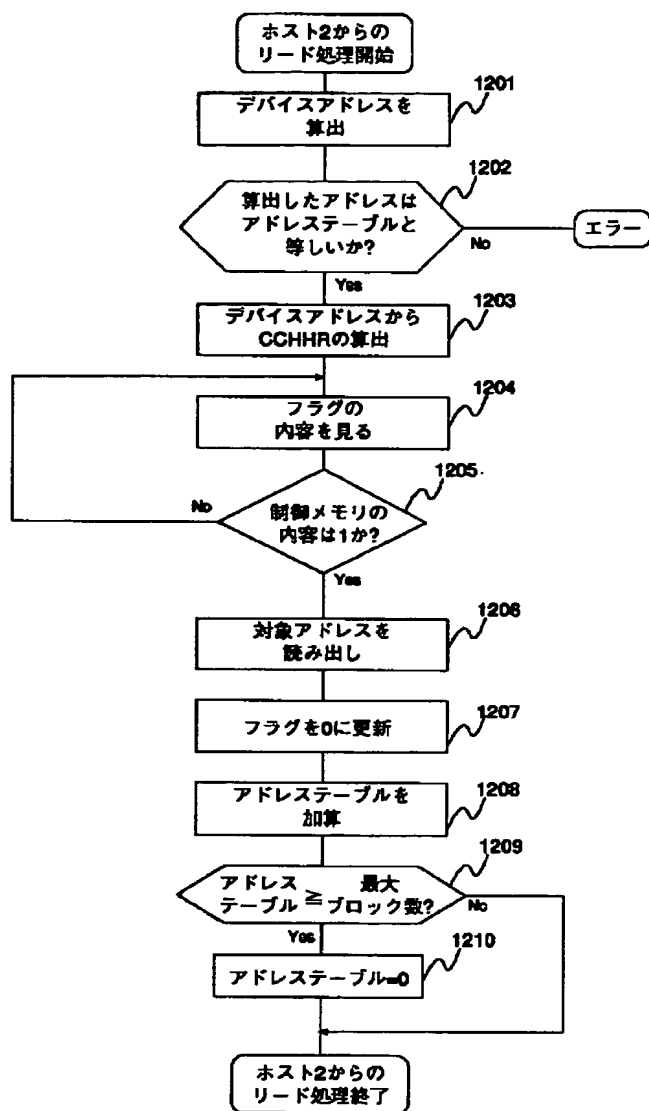 ホスト2からの
リード処理開始
1201
デバイスアドレスを
算出
1202
算出したアドレスは
アドレステーブルと
等しいか?
No
エラー
Yes
1203
デバイスアドレスから
CCHHRの算出
1204
フラグの
内容を見る
1205
No
制御メモリの
内容は1か?
Yes
1206
対象アドレスを
読み出し
1207
フラグを0に更新
1208
アドレステーブルを
加算
1209
アドレス 最大
テーブル ≧ ブロック数?
No
Yes
1210
アドレステーブル=0
ホスト2からの
リード処理終了